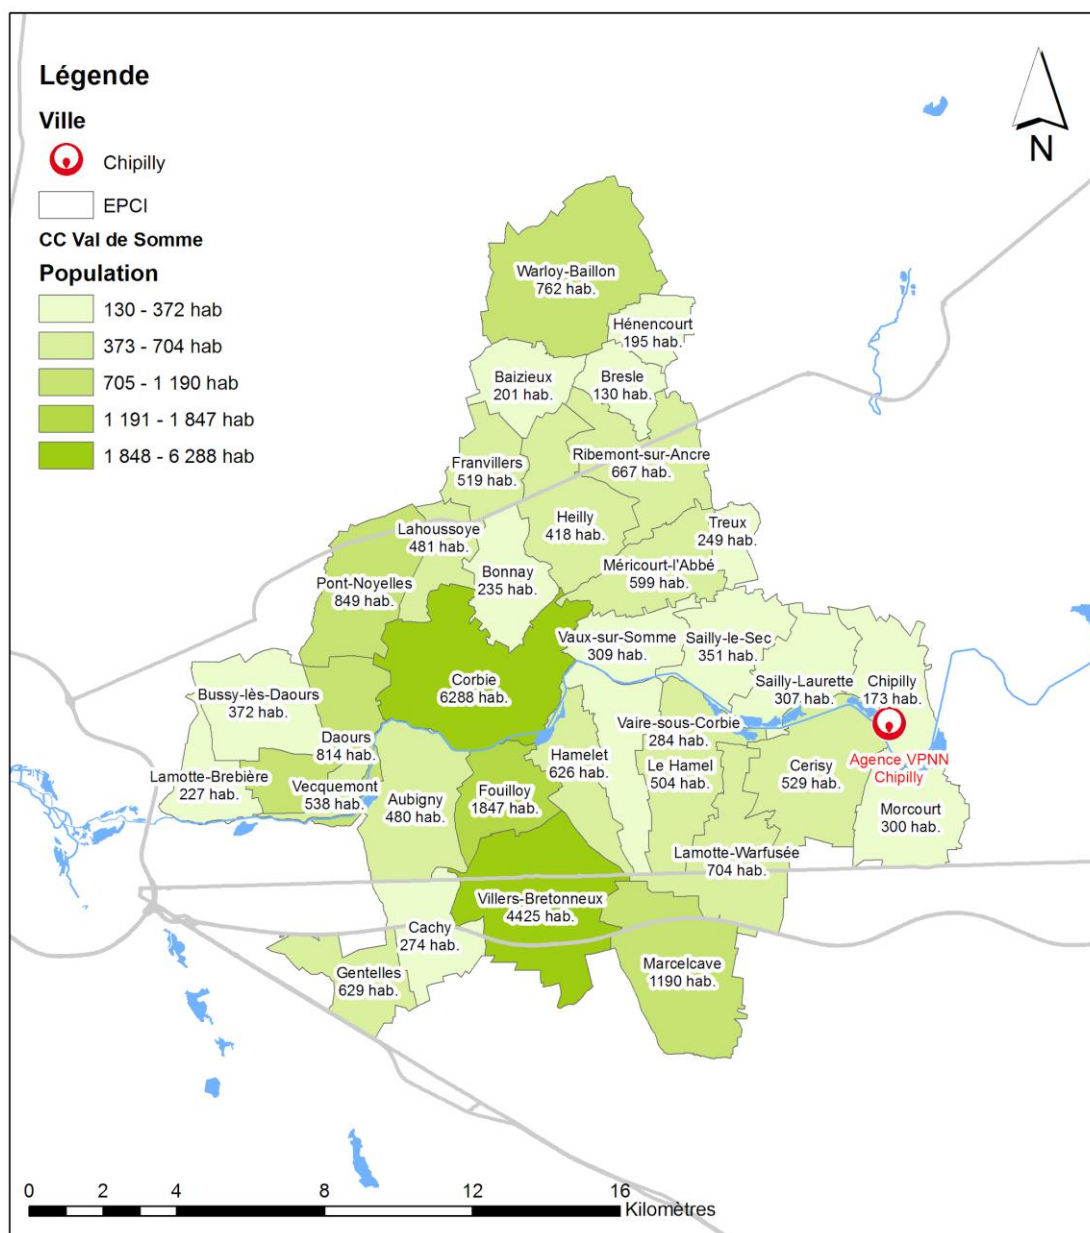 Légende
Ville
Chipilly
EPCI
CC Val de Somme
Population
130 - 372 hab
373 - 704 hab
705 - 1 190 hab
1 191 - 1 847 hab
1 848 - 6 288 hab
N
Warloy-Baillon
762 hab.
Hénencourt
195 hab.
Baizieux
201 hab.
Bresle
130 hab.
Franvillers
519 hab.
Ribemont-sur-Ancre
667 hab.
Lahoussoye
481 hab.
Heilly
418 hab.
Treux
249 hab.
Pont-Noyelles
849 hab.
Bonnay
235 hab.
Méricourt-l'Abbé
599 hab.
Vaux-sur-Somme
309 hab.
Sailly-le-Sec
351 hab.
Bussy-lès-Daours
372 hab.
Corbie
6288 hab.
Sailly-Laurette
307 hab.
Chipilly
173 hab.
Vaire-sous-Corbie
284 hab.
Daours
814 hab.
Hamelet
626 hab.
Le Hamel
504 hab.
Cerisy
529 hab.
Agence VPNN
Chipilly
Lamotte-Brebière
227 hab.
Vecquemont
538 hab.
Aubigny
480 hab.
Fouilloy
1847 hab.
Morcourt
300 hab.
Lamotte-Warfusée
704 hab.
Villers-Bretonneux
4425 hab.
Cachy
274 hab.
Gentelles
629 hab.
Marcelcave
1190 hab.
0 2 4 8 12 16
Kilomètres